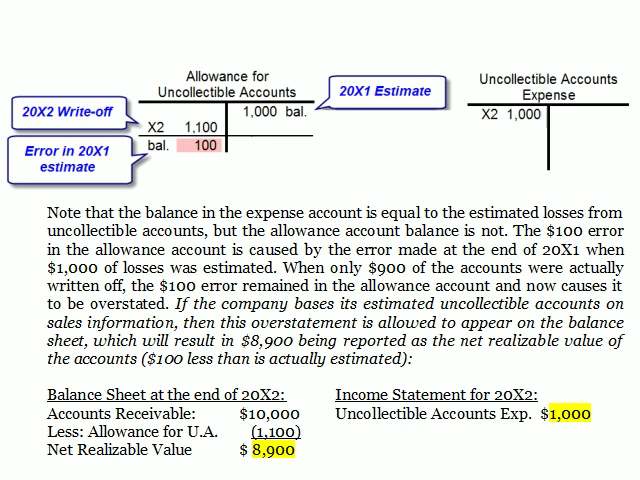 Allowance for
Uncollectible Accounts
1,000 bal.
X2 1,100
bal. 100
20X2 Write-off
Error in 20X1
estimate
20X1 Estimate
Uncollectible Accounts
Expense
X2 1,000
Note that the balance in the expense account is equal to the estimated losses from
uncollectible accounts, but the allowance account balance is not. The $100 error
in the allowance account is caused by the error made at the end of 20X1 when
$1,000 of losses was estimated. When only $900 of the accounts were actually
written off, the $100 error remained in the allowance account and now causes it
to be overstated. If the company bases its estimated uncollectible accounts on
sales information, then this overstatement is allowed to appear on the balance
sheet, which will result in $8,900 being reported as the net realizable value of
the accounts ($100 less than is actually estimated):
Balance Sheet at the end of 20X2:
Accounts Receivable: $10,000
Less: Allowance for U.A. (1,100)
Net Realizable Value $ 8,900
Income Statement for 20X2:
Uncollectible Accounts Exp. $1,000